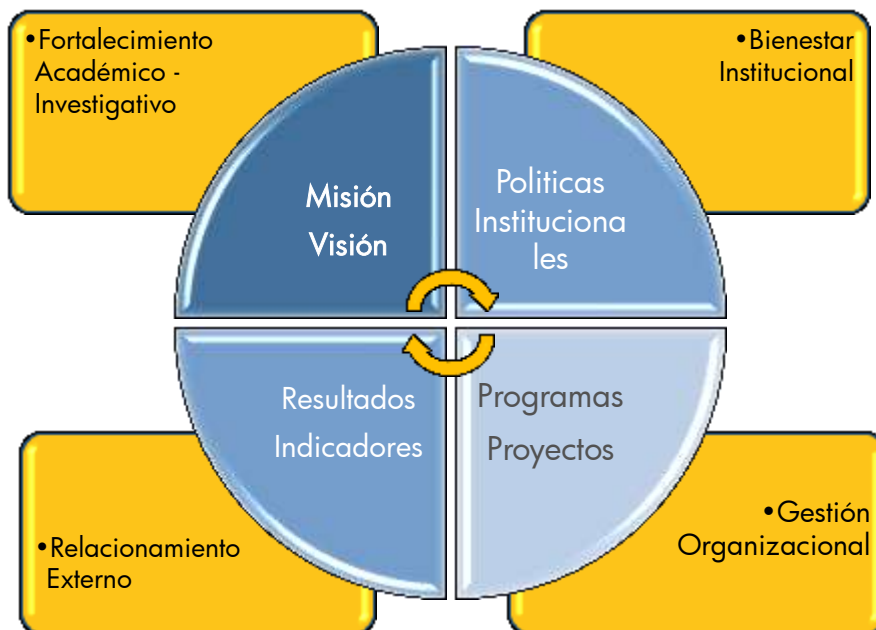 •Fortalecimiento
Académico -
Investigativo
•Bienestar
Institucional
Misión
Visión
Politicas
Instituciona
les
Resultados
Indicadores
Programas
Proyectos
•Relacionamiento
Externo
•Gestión
Organizacional